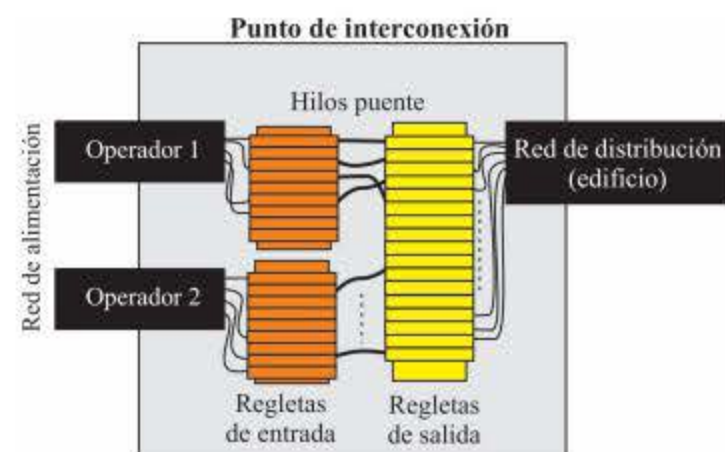 Punto de interconexión
Hilos puente
Red de alimentación
Operador 1
Red de distribución
(edificio)
Operador 2
Regletas
de entrada
Regletas
de salida